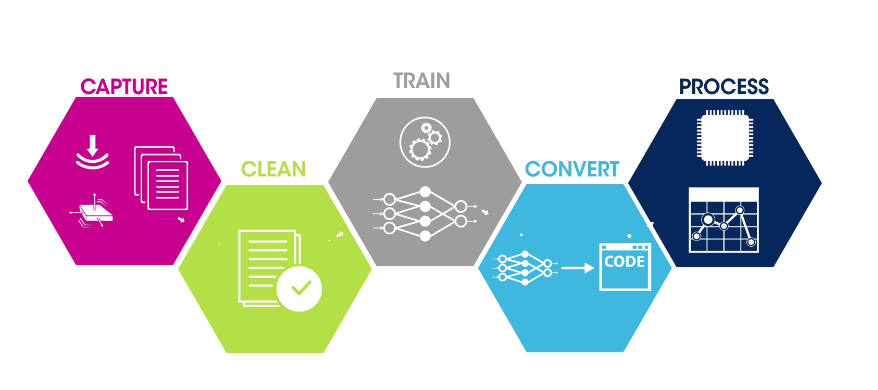 CAPTURE
CLEAN
TRAIN
CONVERT
CODE
PROCESS